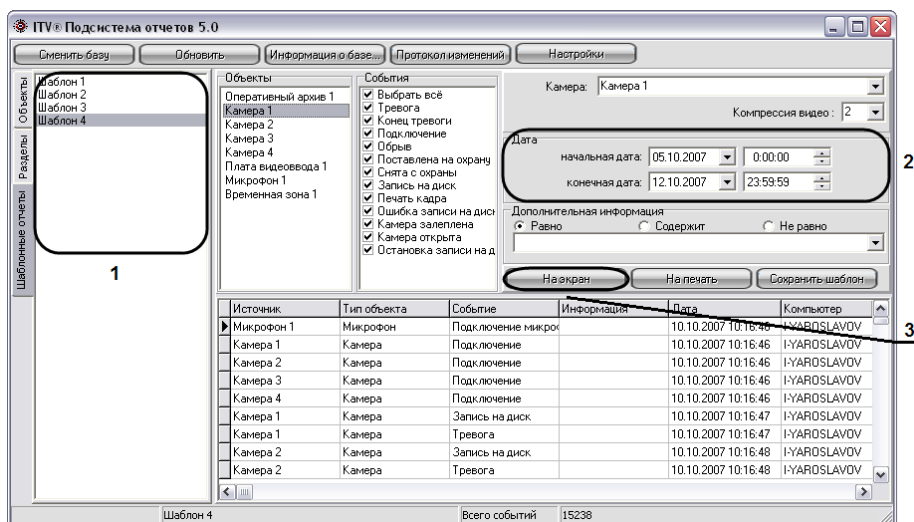 ITV® Подсистема отчетов 5.0
Сменить базу Обновить Информация о базе... Протокол изменений Настройки
Объекты
Разделы
Шаблонные отчеты
Шаблон 1
Шаблон 2
Шаблон 3
Шаблон 4
1
Объекты
Оперативный архив 1
Камера 1
Камера 2
Камера 3
Камера 4
Плата видеоввода 1
Микрофон 1
Временная зона 1
События
Выбрать всё
Тревога
Конец тревоги
Подключение
Обрыв
Поставлена на охрану
Снята с охраны
Запись на диск
Печать кадра
Ошибка записи на диск
Камера залеплена
Камера открыта
Остановка записи на д
Камера: Камера 1
Компрессия видео : 2
Дата
начальная дата: 05.10.2007 0:00:00
конечная дата: 12.10.2007 23:59:59
2
Дополнительная информация
Равно Содержит Не равно
На экран На печать Сохранить шаблон
3
Источник Тип объекта Событие Информация Дата Компьютер
Микрофон 1 Микрофон Подключение микро 10.10.2007 10:16:46 I-YAROSLAVOV
Камера 1 Камера Подключение 10.10.2007 10:16:46 I-YAROSLAVOV
Камера 2 Камера Подключение 10.10.2007 10:16:46 I-YAROSLAVOV
Камера 3 Камера Подключение 10.10.2007 10:16:46 I-YAROSLAVOV
Камера 4 Камера Подключение 10.10.2007 10:16:46 I-YAROSLAVOV
Камера 1 Камера Запись на диск 10.10.2007 10:16:47 I-YAROSLAVOV
Камера 1 Камера Тревога 10.10.2007 10:16:47 I-YAROSLAVOV
Камера 2 Камера Запись на диск 10.10.2007 10:16:48 I-YAROSLAVOV
Камера 2 Камера Тревога 10.10.2007 10:16:48 I-YAROSLAVOV
Шаблон 4 Всего событий 15238